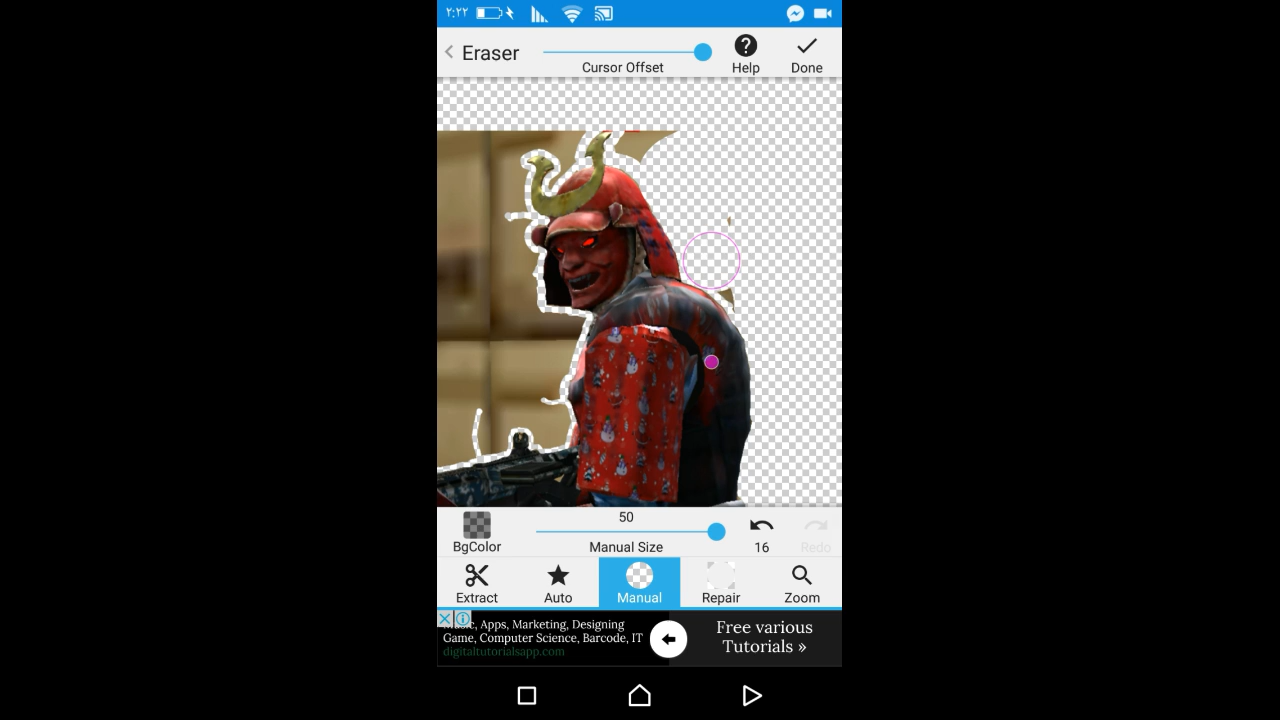 ٢:٢٢
Eraser
Cursor Offset
Help
Done
50
BgColor
Manual Size
16
Redo
Extract
Auto
Manual
Repair
Zoom
Apps, Marketing, Designing
Game, Computer Science, Barcode, IT
digitaltutorialsapp.com
Free various
Tutorials »